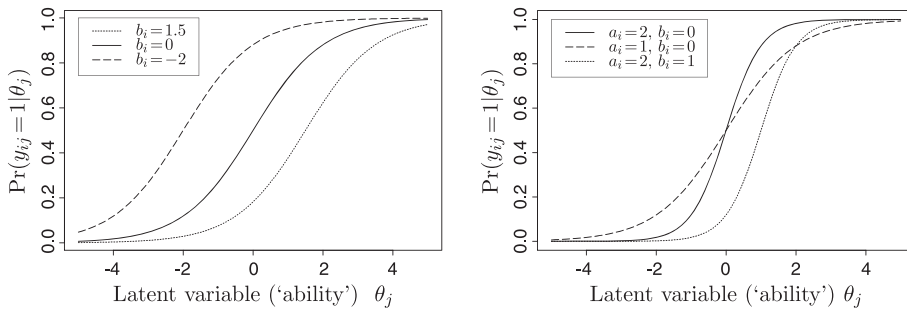 b_i=1.5
b_i=0
b_i=−2
Pr(y_ij=1|θ_j)
0.0 0.2 0.4 0.6 0.8 1.0
-4 -2 0 2 4
Latent variable (‘ability’) θ_j
a_i=2, b_i=0
a_i=1, b_i=0
a_i=2, b_i=1
Pr(y_ij=1|θ_j)
0.0 0.2 0.4 0.6 0.8 1.0
-4 -2 0 2 4
Latent variable (‘ability’) θ_j